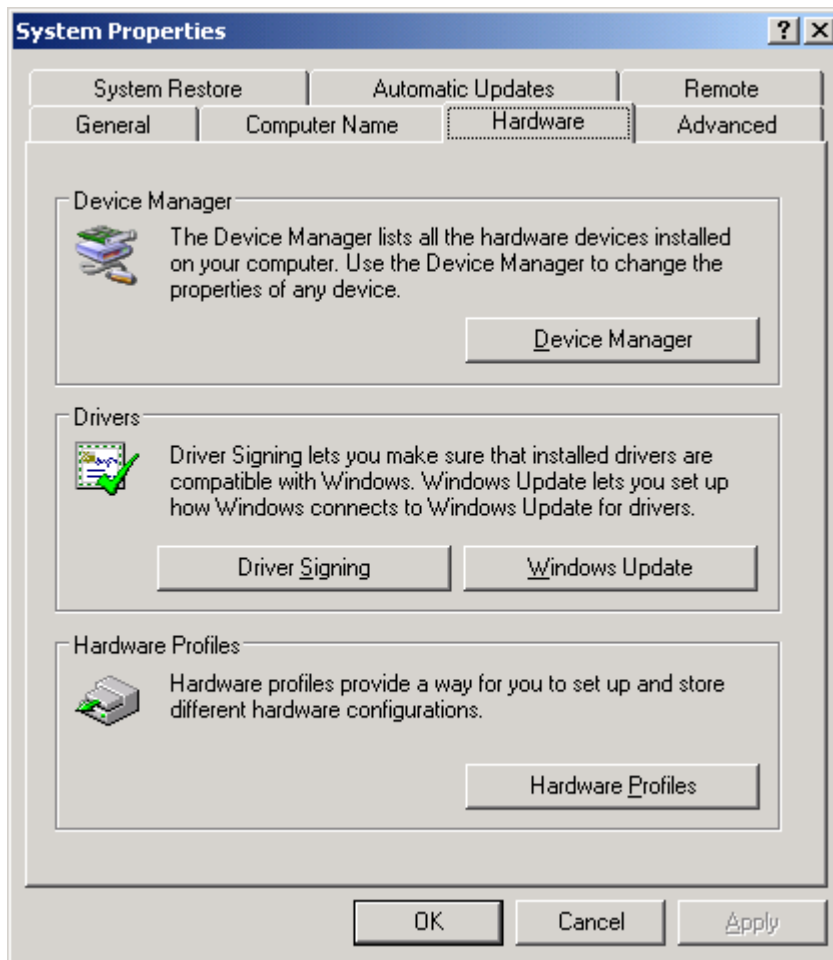 System Properties
System Restore Automatic Updates Remote
General Computer Name Hardware Advanced
Device Manager
The Device Manager lists all the hardware devices installed
on your computer. Use the Device Manager to change the
properties of any device.
Device Manager
Drivers
Driver Signing lets you make sure that installed drivers are
compatible with Windows. Windows Update lets you set up
how Windows connects to Windows Update for drivers.
Driver Signing Windows Update
Hardware Profiles
Hardware profiles provide a way for you to set up and store
different hardware configurations.
Hardware Profiles
OK Cancel Apply